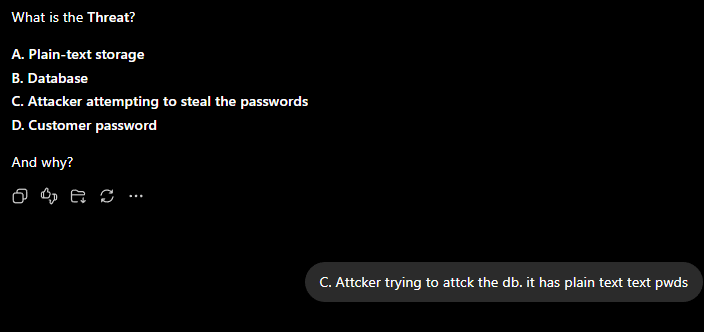 What is the Threat?
A. Plain-text storage
B. Database
C. Attacker attempting to steal the passwords
D. Customer password
And why?
C. Attcker trying to attck the db. it has plain text text pwds